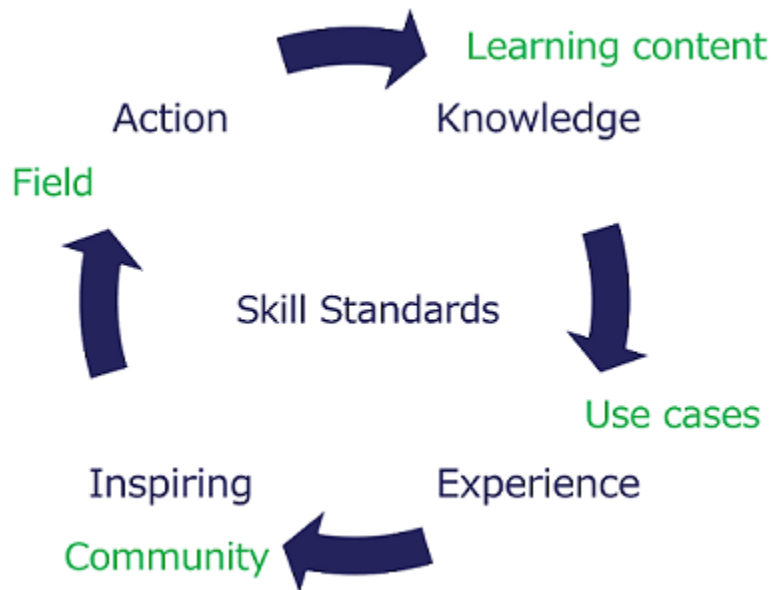 Learning content
Action
Knowledge
Field
Skill Standards
Use cases
Inspiring
Experience
Community